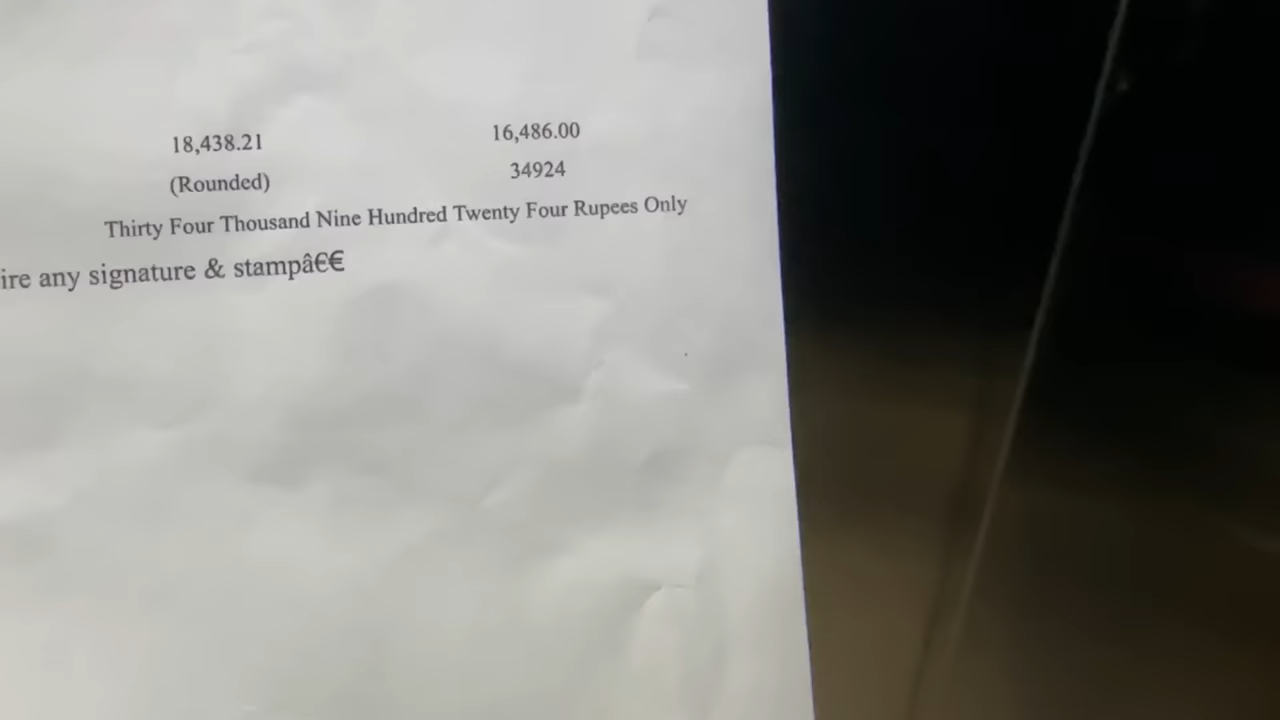 18,438.21 16,486.00
(Rounded) 34924
Thirty Four Thousand Nine Hundred Twenty Four Rupees Only
ire any signature & stampâ€€